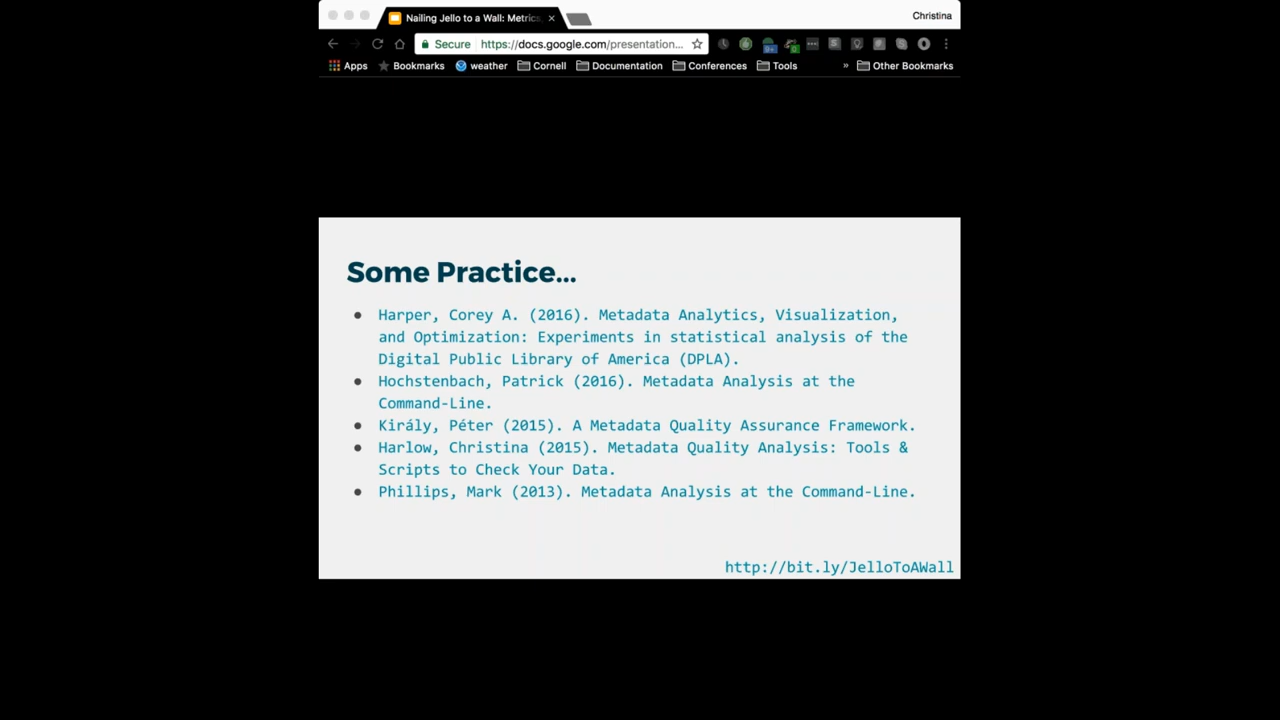 Nailing Jello to a Wall: Metrics, ×
Christina
Secure https://docs.google.com/presentation...
Apps Bookmarks weather Cornell Documentation Conferences Tools » Other Bookmarks
Some Practice...
● Harper, Corey A. (2016). Metadata Analytics, Visualization,
and Optimization: Experiments in statistical analysis of the
Digital Public Library of America (DPLA).
● Hochstenbach, Patrick (2016). Metadata Analysis at the
Command-Line.
● Király, Péter (2015). A Metadata Quality Assurance Framework.
● Harlow, Christina (2015). Metadata Quality Analysis: Tools &
Scripts to Check Your Data.
● Phillips, Mark (2013). Metadata Analysis at the Command-Line.
http://bit.ly/JelloToAWall